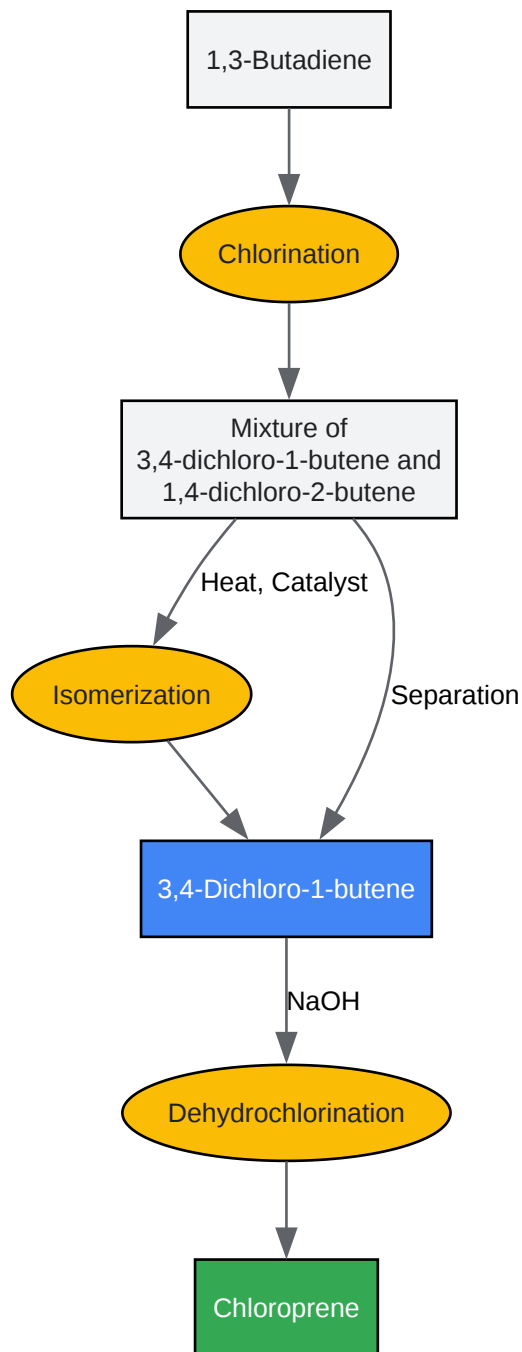 1,3-Butadiene
Chlorination
Mixture of
3,4-dichloro-1-butene and
1,4-dichloro-2-butene
Heat, Catalyst
Isomerization
Separation
3,4-Dichloro-1-butene
NaOH
Dehydrochlorination
Chloroprene